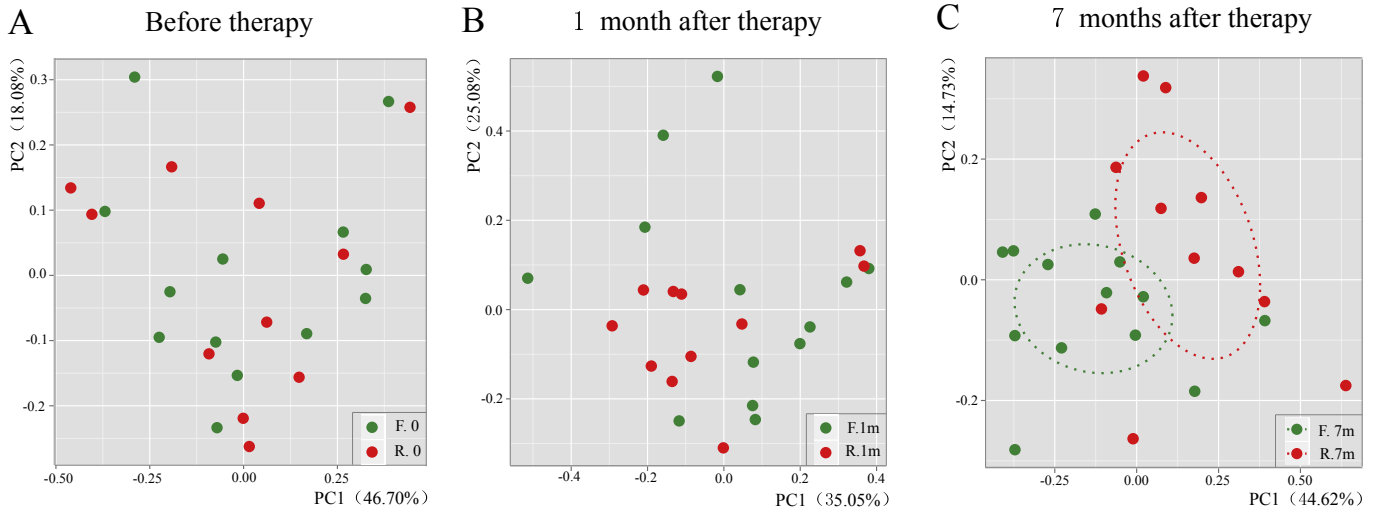 A
Before therapy
PC2（18.08%）
0.3
0.2
0.1
0.0
-0.1
-0.2
F. 0
R. 0
-0.50
-0.25
0.00
0.25
PC1（46.70%）
B
1 month after therapy
PC2（25.08%）
0.4
0.2
0.0
-0.2
F.1m
R.1m
-0.4
-0.2
0.0
0.2
0.4
PC1（35.05%）
C
7 months after therapy
PC2（14.73%）
0.2
0.0
-0.2
F. 7m
R.7m
-0.25
0.00
0.25
0.50
PC1（44.62%）